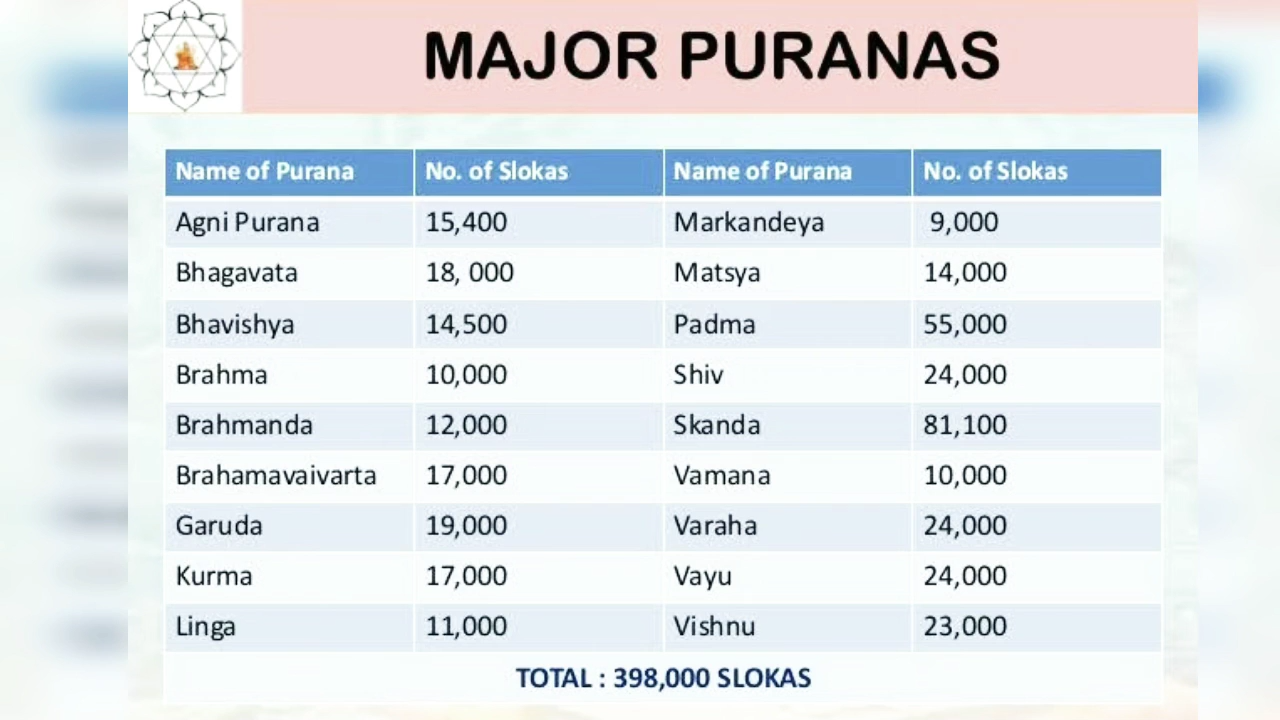 MAJOR PURANAS
Name of Purana No. of Slokas Name of Purana No. of Slokas
Agni Purana 15,400 Markandeya 9,000
Bhagavata 18, 000 Matsya 14,000
Bhavishya 14,500 Padma 55,000
Brahma 10,000 Shiv 24,000
Brahmanda 12,000 Skanda 81,100
Brahamavaivarta 17,000 Vamana 10,000
Garuda 19,000 Varaha 24,000
Kurma 17,000 Vayu 24,000
Linga 11,000 Vishnu 23,000
TOTAL : 398,000 SLOKAS